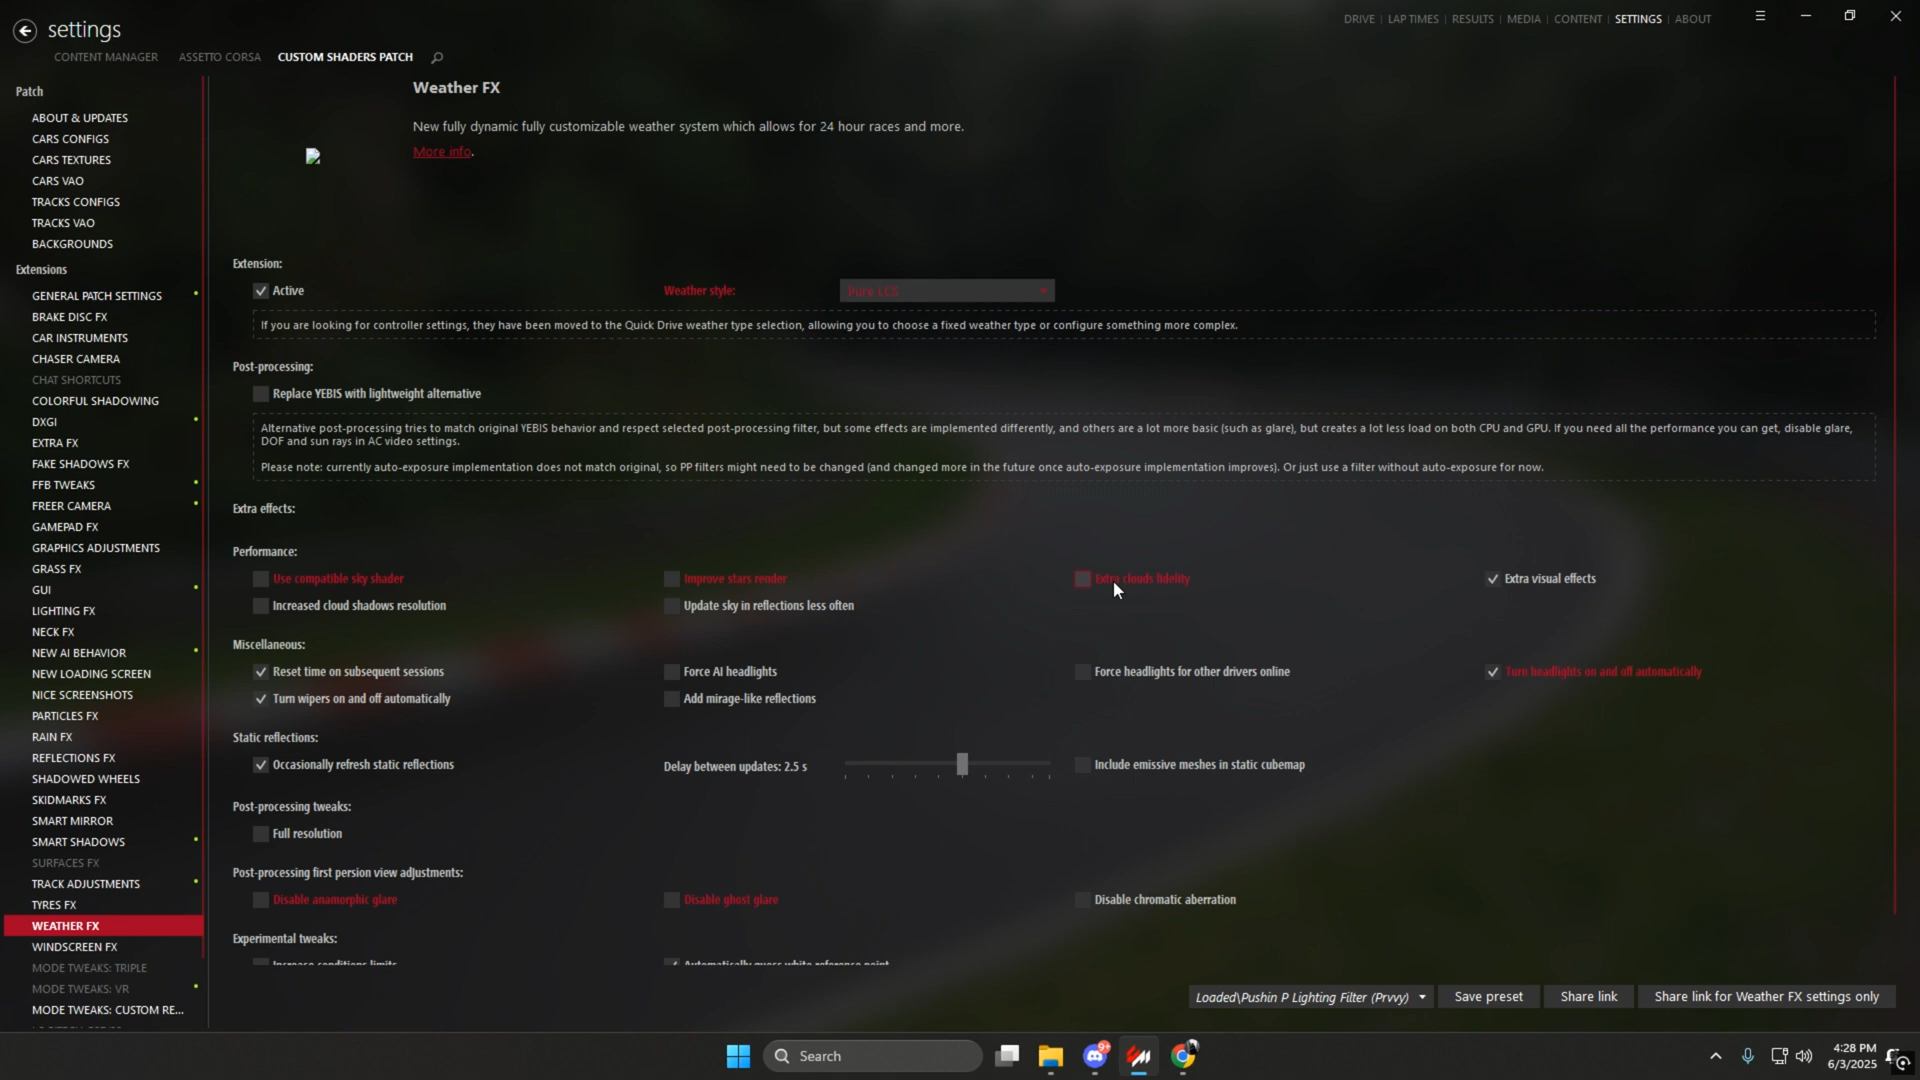 settings
DRIVE | LAP TIMES | RESULTS | MEDIA | CONTENT | SETTINGS | ABOUT
CONTENT MANAGER ASSETTO CORSA CUSTOM SHADERS PATCH
Patch
ABOUT & UPDATES
CARS CONFIGS
CARS TEXTURES
CARS VAO
TRACKS CONFIGS
TRACKS VAO
BACKGROUNDS
Extensions
GENERAL PATCH SETTINGS
BRAKE DISC FX
CAR INSTRUMENTS
CHASER CAMERA
CHAT SHORTCUTS
COLORFUL SHADOWING
DXGI
EXTRA FX
FAKE SHADOWS FX
FFB TWEAKS
FREER CAMERA
GAMEPAD FX
GRAPHICS ADJUSTMENTS
GRASS FX
GUI
LIGHTING FX
NECK FX
NEW AI BEHAVIOR
NEW LOADING SCREEN
NICE SCREENSHOTS
PARTICLES FX
RAIN FX
REFLECTIONS FX
SHADOWED WHEELS
SKIDMARKS FX
SMART MIRROR
SMART SHADOWS
SURFACES FX
TRACK ADJUSTMENTS
TYRES FX
WEATHER FX
WINDSCREEN FX
MODE TWEAKS: TRIPLE
MODE TWEAKS: VR
MODE TWEAKS: CUSTOM RE...
Weather FX
New fully dynamic fully customizable weather system which allows for 24 hour races and more.
More info.
Extension:
Active Weather style: Pure LCS
If you are looking for controller settings, they have been moved to the Quick Drive weather type selection, allowing you to choose a fixed weather type or configure something more complex.
Post-processing:
Replace YEBIS with lightweight alternative
Alternative post-processing tries to match original YEBIS behavior and respect selected post-processing filter, but some effects are implemented differently, and others are a lot more basic (such as glare), but creates a lot less load on both CPU and GPU. If you need all the performance you can get, disable glare,
DOF and sun rays in AC video settings.
Please note: currently auto-exposure implementation does not match original, so PP filters might need to be changed (and changed more in the future once auto-exposure implementation improves). Or just use a filter without auto-exposure for now.
Extra effects:
Performance:
Use compatible sky shader Improve stars render Extra clouds fidelity Extra visual effects
Increased cloud shadows resolution Update sky in reflections less often
Miscellaneous:
Reset time on subsequent sessions Force AI headlights Force headlights for other drivers online Turn headlights on and off automatically
Turn wipers on and off automatically Add mirage-like reflections
Static reflections:
Occasionally refresh static reflections Delay between updates: 2.5 s Include emissive meshes in static cubemap
Post-processing tweaks:
Full resolution
Post-processing first persion view adjustments:
Disable anamorphic glare Disable ghost glare Disable chromatic aberration
Experimental tweaks:
Increase conditions limits Automatically guess white reference point
Loaded\Pushin P Lighting Filter (Prvvy) Save preset Share link Share link for Weather FX settings only
Search
9+
4:28 PM
6/3/2025